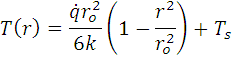 T(r) = \frac{\dot{q} r_o^2}{6k} \left( 1 - \frac{r^2}{r_o^2} \right) + T_s